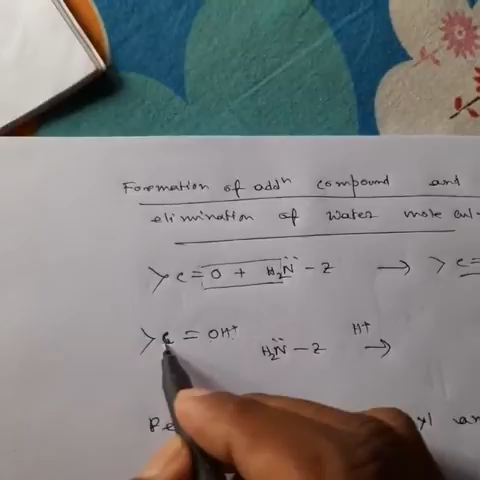 Formation of addⁿ compound and
elimination of water mole cul-
>C=O + H₂N̈-Z → >C=
>C=OH⁺ H₂N̈-Z H⁺ →